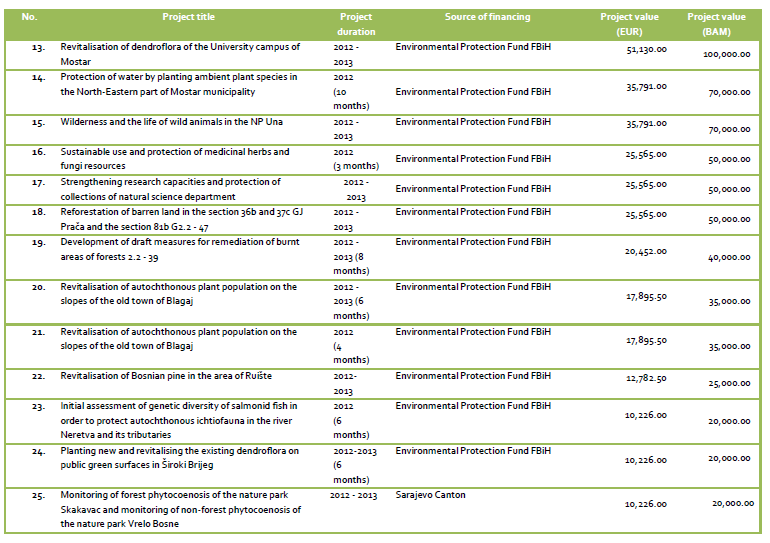 No. Project title Project duration Source of financing Project value (EUR) Project value (BAM)
13. Revitalisation of dendroflora of the University campus of Mostar 2012 - 2013 Environmental Protection Fund FBiH 51,130.00 100,000.00
14. Protection of water by planting ambient plant species in the North-Eastern part of Mostar municipality 2012 (10 months) Environmental Protection Fund FBiH 35,791.00 70,000.00
15. Wilderness and the life of wild animals in the NP Una 2012 - 2013 Environmental Protection Fund FBiH 35,791.00 70,000.00
16. Sustainable use and protection of medicinal herbs and fungi resources 2012 (3 months) Environmental Protection Fund FBiH 25,565.00 50,000.00
17. Strengthening research capacities and protection of collections of natural science department 2012 - 2013 Environmental Protection Fund FBiH 25,565.00 50,000.00
18. Reforestation of barren land in the section 36b and 37c GJ Prača and the section 81b G2.2 - 47 2012 - 2013 Environmental Protection Fund FBiH 25,565.00 50,000.00
19. Development of draft measures for remediation of burnt areas of forests 2.2 - 39 2012 - 2013 (8 months) Environmental Protection Fund FBiH 20,452.00 40,000.00
20. Revitalisation of autochthonous plant population on the slopes of the old town of Blagaj 2012 - 2013 (6 months) Environmental Protection Fund FBiH 17,895.50 35,000.00
21. Revitalisation of autochthonous plant population on the slopes of the old town of Blagaj 2012 (4 months) Environmental Protection Fund FBiH 17,895.50 35,000.00
22. Revitalisation of Bosnian pine in the area of Ruište 2012- 2013 Environmental Protection Fund FBiH 12,782.50 25,000.00
23. Initial assessment of genetic diversity of salmonid fish in order to protect autochthonous ichtiofauna in the river Neretva and its tributaries 2012 (6 months) Environmental Protection Fund FBiH 10,226.00 20,000.00
24. Planting new and revitalising the existing dendroflora on public green surfaces in Široki Brijeg 2012-2013 (6 months) Environmental Protection Fund FBiH 10,226.00 20,000.00
25. Monitoring of forest phytocoenosis of the nature park Skakavac and monitoring of non-forest phytocoenosis of the nature park Vrelo Bosne 2012 - 2013 Sarajevo Canton 10,226.00 20,000.00